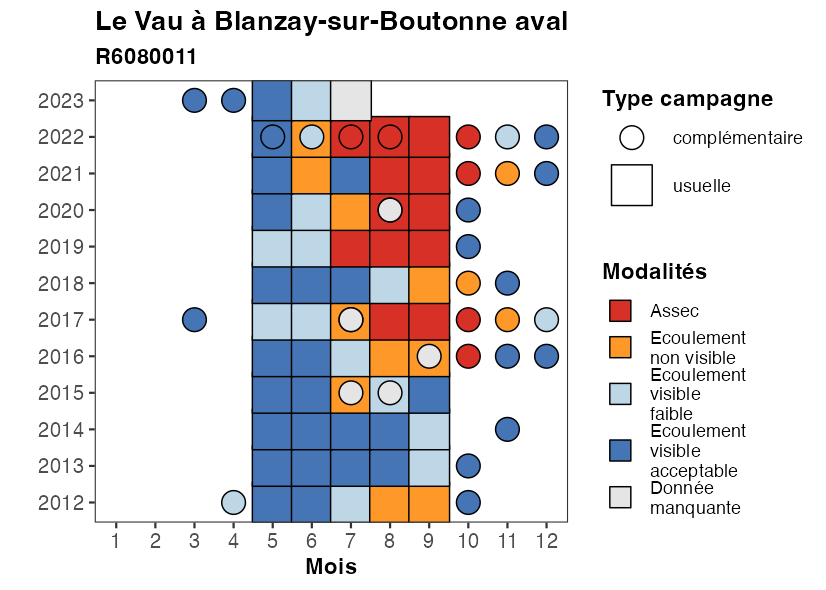 Le Vau à Blanzay-sur-Boutonne aval
R6080011
2023
2022
2021
2020
2019
2018
2017
2016
2015
2014
2013
2012
1 2 3 4 5 6 7 8 9 10 11 12
Mois
Type campagne
complémentaire
usuelle
Modalités
Assec
Ecoulement
non visible
Ecoulement
visible
faible
Ecoulement
visible
acceptable
Donnée
manquante